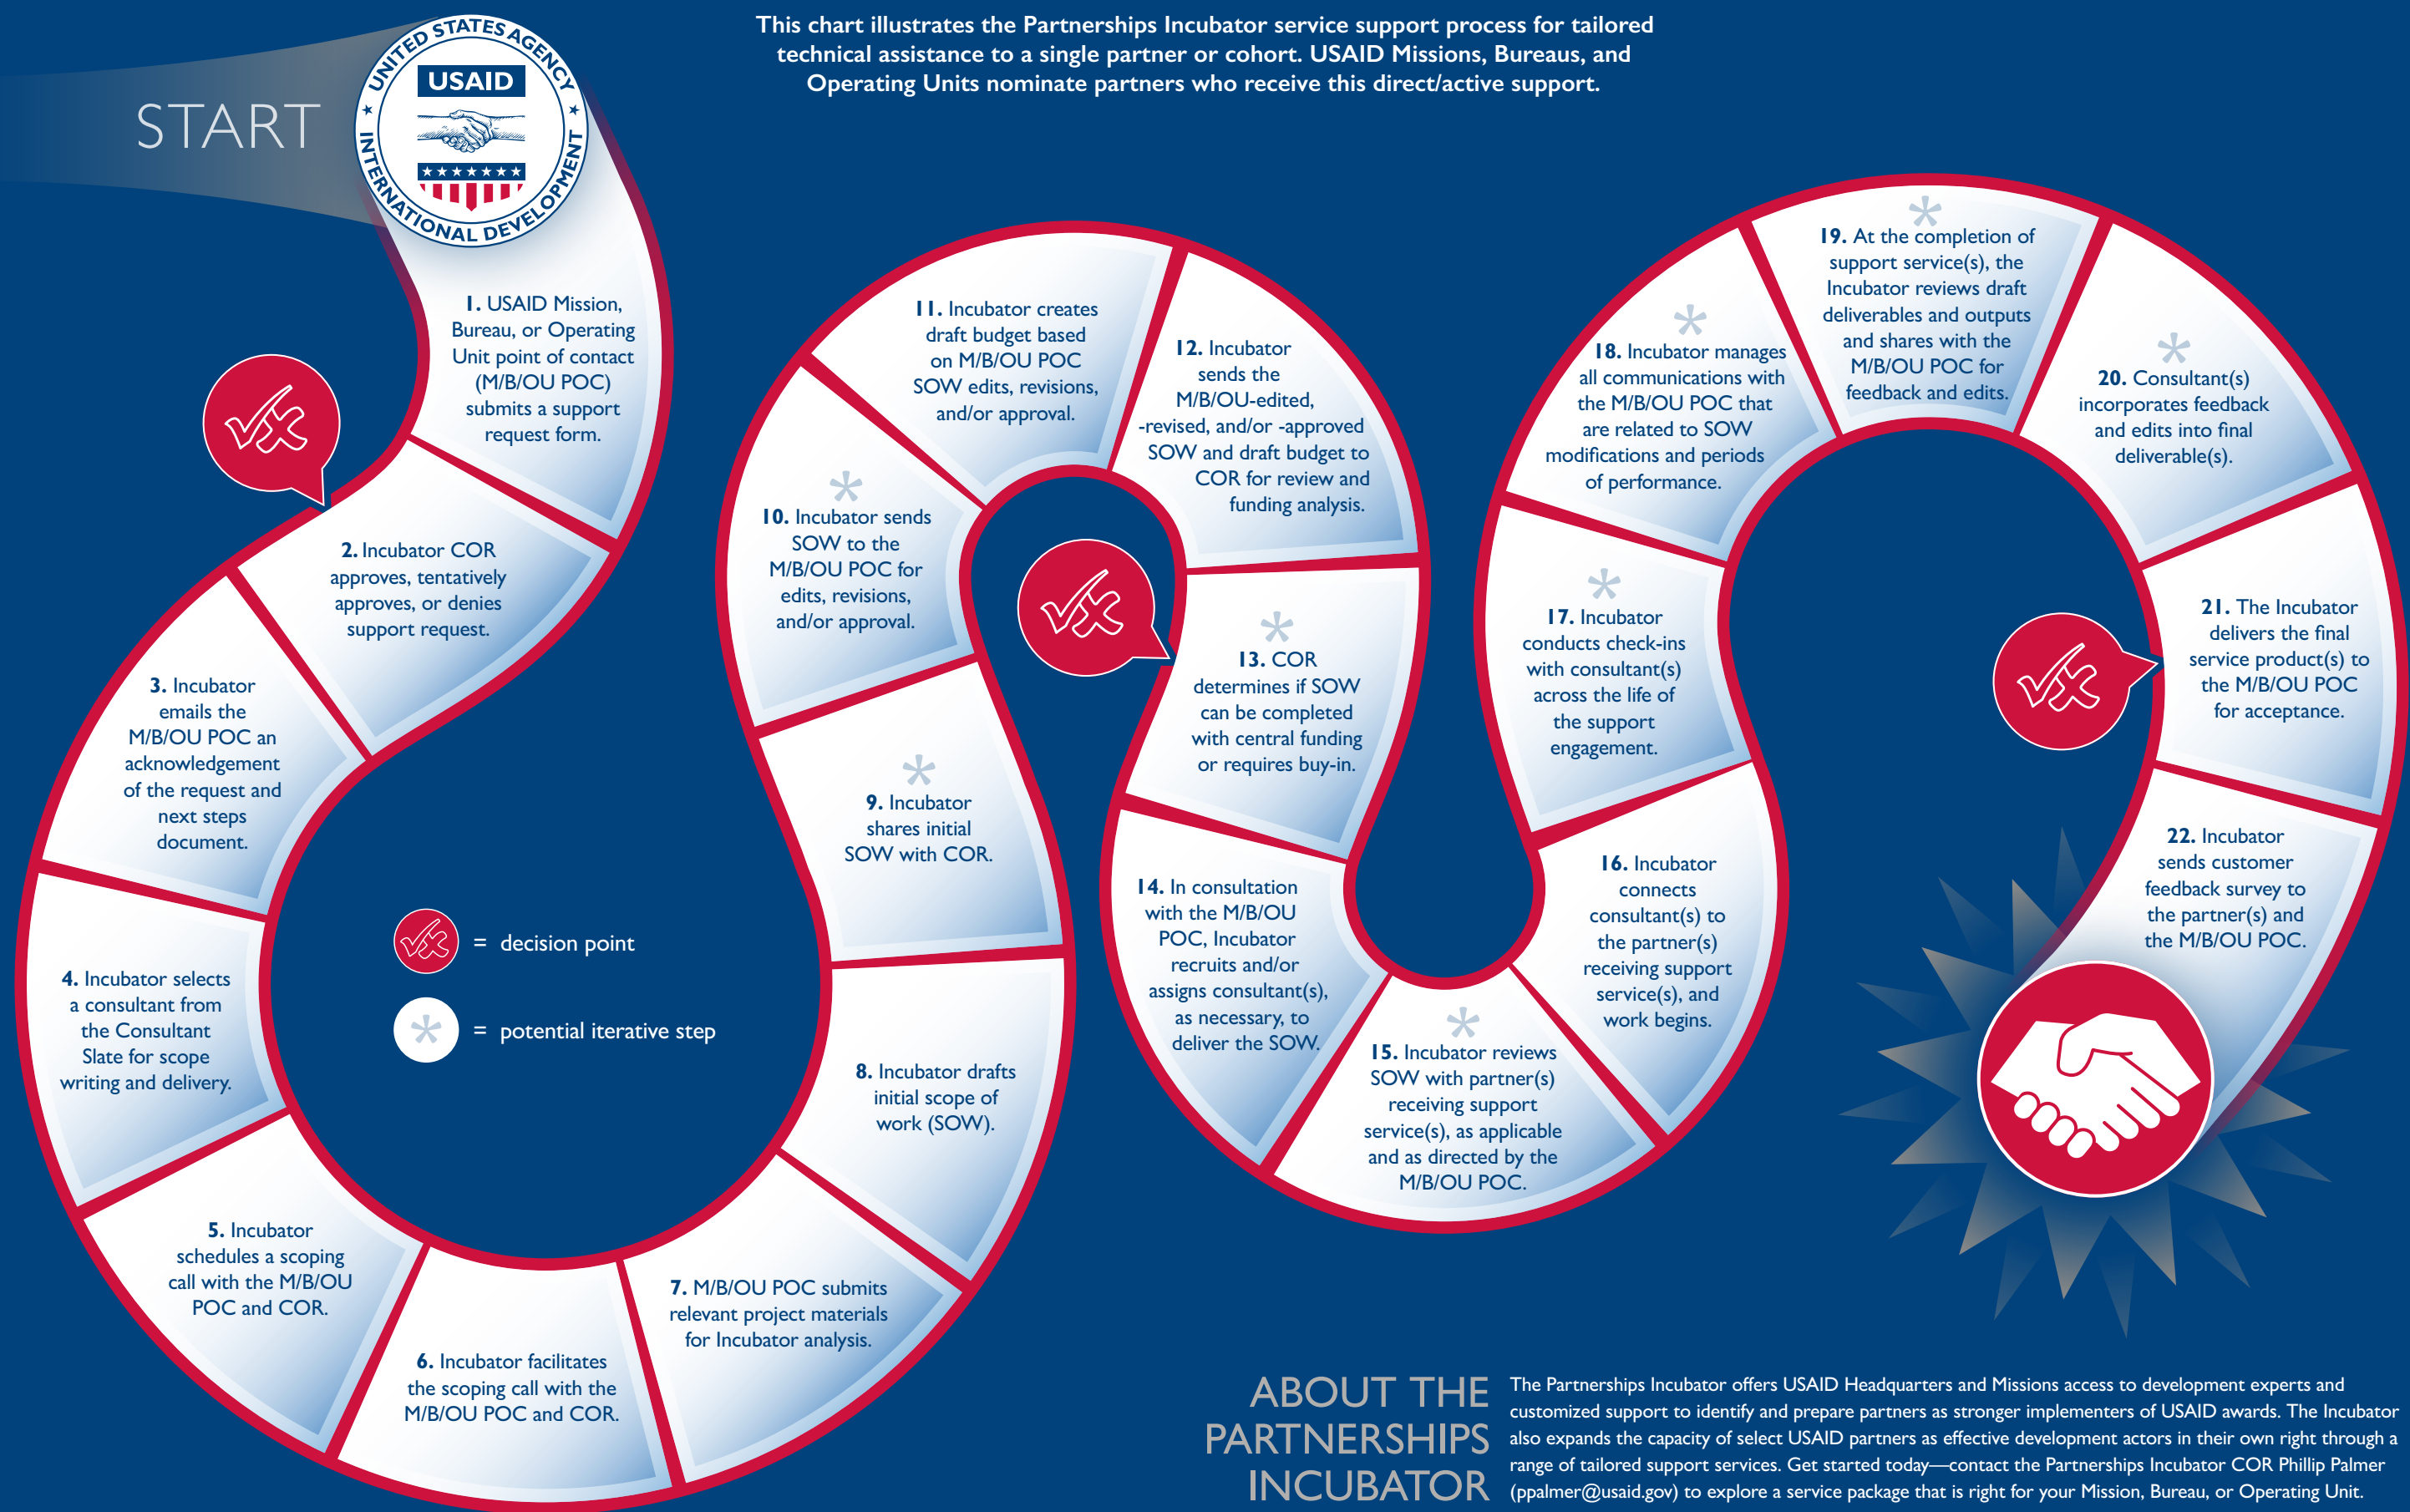 This chart illustrates the Partnerships Incubator service support process for tailored
technical assistance to a single partner or cohort. USAID Missions, Bureaus, and
Operating Units nominate partners who receive this direct/active support.
START
UNITED STATES AGENCY
USAID
INTERNATIONAL DEVELOPMENT
1. USAID Mission,
Bureau, or Operating
Unit point of contact
(M/B/OU POC)
submits a support
request form.
2. Incubator COR
approves, tentatively
approves, or denies
support request.
3. Incubator
emails the
M/B/OU POC an
acknowledgement
of the request and
next steps
document.
4. Incubator selects
a consultant from
the Consultant
Slate for scope
writing and delivery.
5. Incubator
schedules a scoping
call with the M/B/OU
POC and COR.
6. Incubator facilitates
the scoping call with the
M/B/OU POC and COR.
7. M/B/OU POC submits
relevant project materials
for Incubator analysis.
8. Incubator drafts
initial scope of
work (SOW).
9. Incubator
shares initial
SOW with COR.
10. Incubator sends
SOW to the
M/B/OU POC for
edits, revisions,
and/or approval.
11. Incubator creates
draft budget based
on M/B/OU POC
SOW edits, revisions,
and/or approval.
12. Incubator
sends the
M/B/OU-edited,
-revised, and/or -approved
SOW and draft budget to
COR for review and
funding analysis.
13. COR
determines if SOW
can be completed
with central funding
or requires buy-in.
14. In consultation
with the M/B/OU
POC, Incubator
recruits and/or
assigns consultant(s),
as necessary, to
deliver the SOW.
15. Incubator reviews
SOW with partner(s)
receiving support
service(s), as applicable
and as directed by the
M/B/OU POC.
16. Incubator
connects
consultant(s) to
the partner(s)
receiving support
service(s), and
work begins.
17. Incubator
conducts check-ins
with consultant(s)
across the life of
the support
engagement.
18. Incubator manages
all communications with
the M/B/OU POC that
are related to SOW
modifications and periods
of performance.
19. At the completion of
support service(s), the
Incubator reviews draft
deliverables and outputs
and shares with the
M/B/OU POC for
feedback and edits.
20. Consultant(s)
incorporates feedback
and edits into final
deliverable(s).
21. The Incubator
delivers the final
service product(s) to
the M/B/OU POC
for acceptance.
22. Incubator
sends customer
feedback survey to
the partner(s) and
the M/B/OU POC.
= decision point
* = potential iterative step
ABOUT THE
PARTNERSHIPS
INCUBATOR
The Partnerships Incubator offers USAID Headquarters and Missions access to development experts and
customized support to identify and prepare partners as stronger implementers of USAID awards. The Incubator
also expands the capacity of select USAID partners as effective development actors in their own right through a
range of tailored support services. Get started today—contact the Partnerships Incubator COR Phillip Palmer
(ppalmer@usaid.gov) to explore a service package that is right for your Mission, Bureau, or Operating Unit.